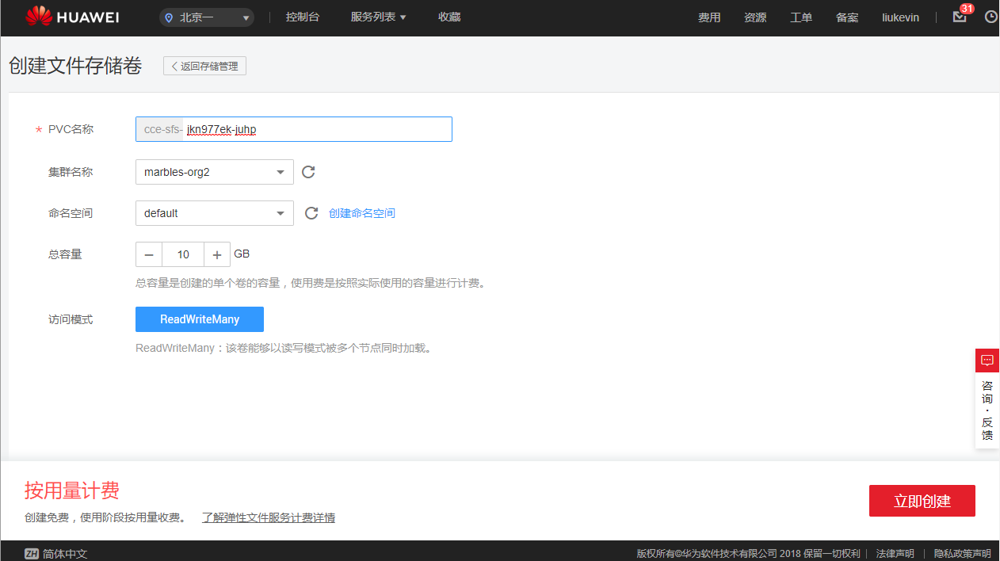 HUAWEI 北京一 控制台 服务列表 收藏 费用 资源 工单 备案 liukevin 31
创建文件存储卷 返回存储管理
* PVC名称 cce-sfs- jkn977ek-juhp
集群名称 marbles-org2
命名空间 default 创建命名空间
总容量 − 10 + GB
总容量是创建的单个卷的容量，使用费是按照实际使用的容量进行计费。
访问模式 ReadWriteMany
ReadWriteMany：该卷能够以读写模式被多个节点同时加载。
咨询·反馈
按用量计费
创建免费，使用阶段按用量收费。 了解弹性文件服务计费详情
立即创建
ZH 简体中文 版权所有©华为软件技术有限公司 2018 保留一切权利 | 法律声明 | 隐私政策声明